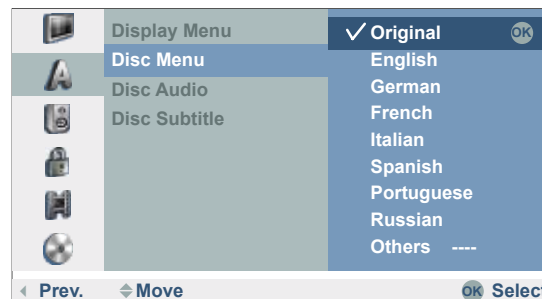 Display Menu
Disc Menu
Disc Audio
Disc Subtitle
✓ Original OK
English
German
French
Italian
Spanish
Portuguese
Russian
Others ----
Prev. Move OK Select